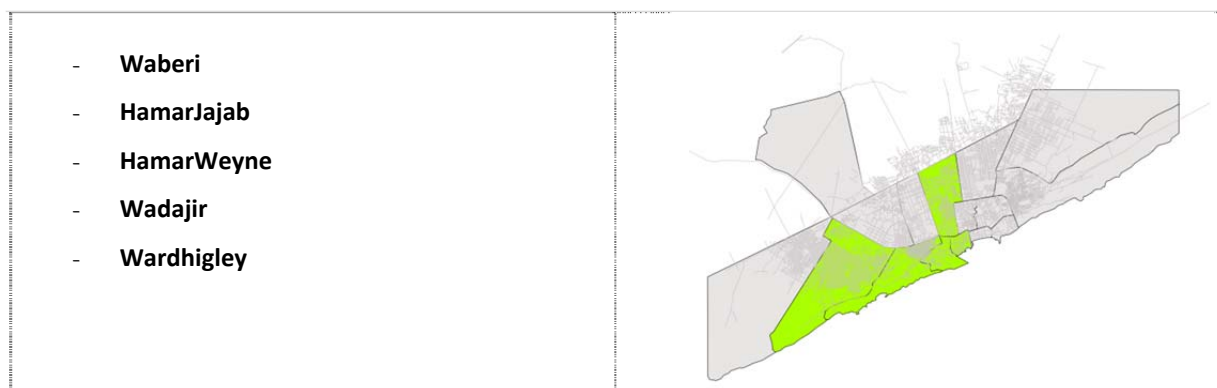 - Waberi
- HamarJajab
- HamarWeyne
- Wadajir
- Wardhigley